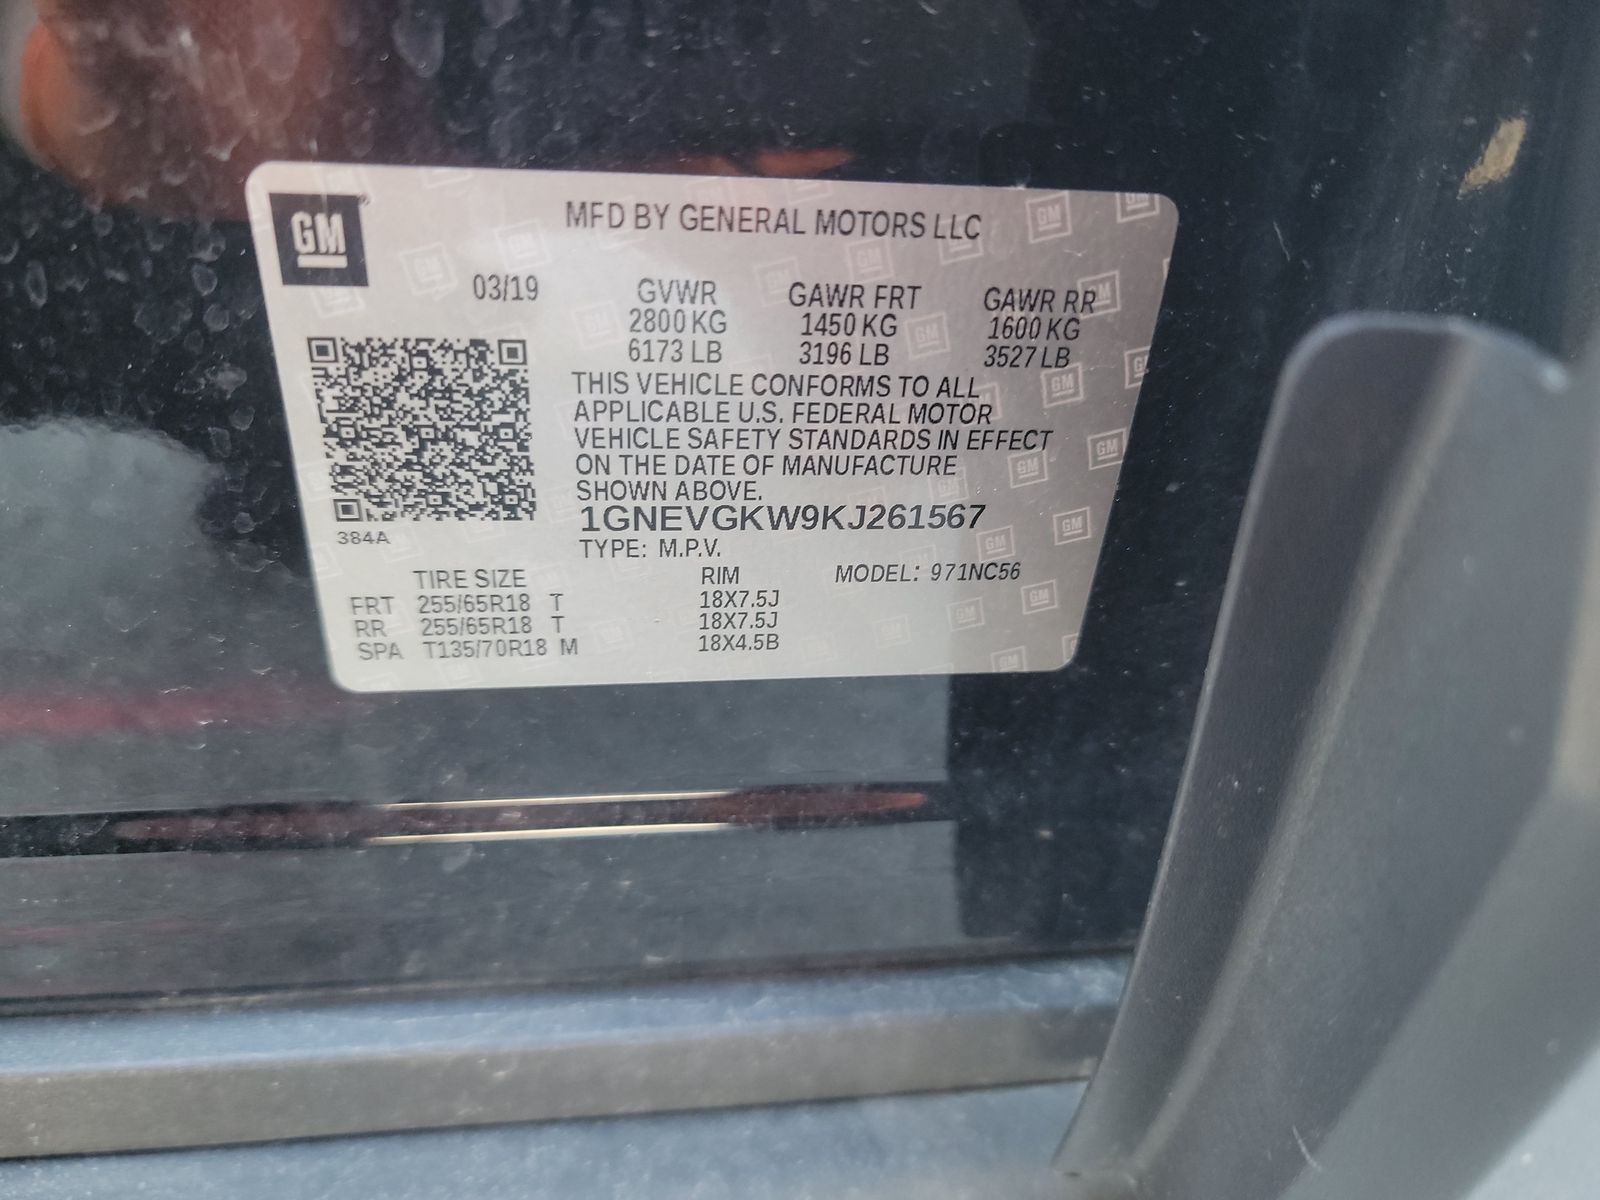 GM
MFD BY GENERAL MOTORS LLC
03/19 GVWR GAWR FRT GAWR RR
2800 KG 1450 KG 1600 KG
6173 LB 3196 LB 3527 LB
THIS VEHICLE CONFORMS TO ALL
APPLICABLE U.S. FEDERAL MOTOR
VEHICLE SAFETY STANDARDS IN EFFECT
ON THE DATE OF MANUFACTURE
SHOWN ABOVE.
1GNEVGKW9KJ261567
384A
TYPE: M.P.V.
TIRE SIZE RIM MODEL: 971NC56
FRT 255/65R18 T 18X7.5J
RR 255/65R18 T 18X7.5J
SPA T135/70R18 M 18X4.5B